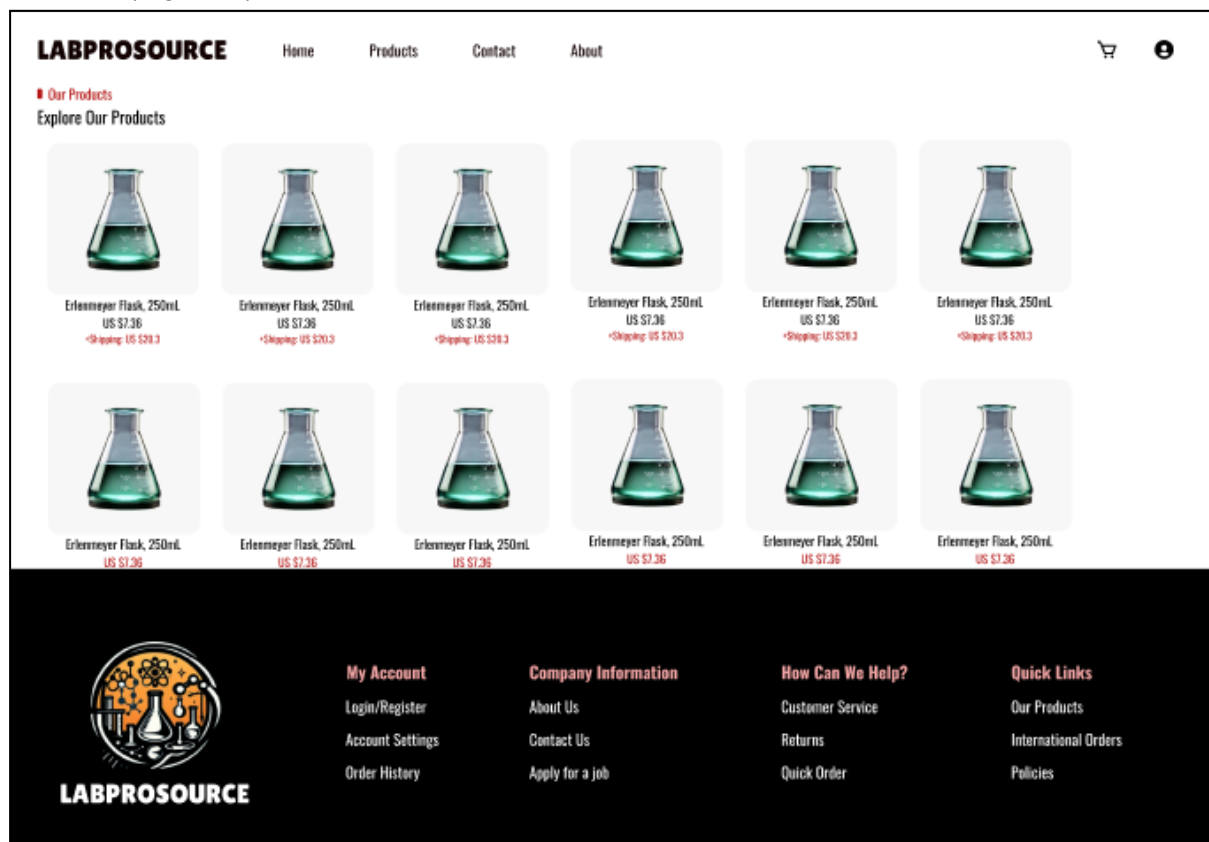 LABPROSOURCE Home Products Contact About
Our Products
Explore Our Products
Erlenmeyer Flask, 250mL Erlenmeyer Flask, 250mL Erlenmeyer Flask, 250mL Erlenmeyer Flask, 250mL Erlenmeyer Flask, 250mL Erlenmeyer Flask, 250mL
US $7.36 US $7.36 US $7.36 US $7.36 US $7.36 US $7.36
+Shipping: US $20.3 +Shipping: US $20.3 +Shipping: US $20.3 +Shipping: US $20.3 +Shipping: US $20.3 +Shipping: US $20.3
Erlenmeyer Flask, 250mL Erlenmeyer Flask, 250mL Erlenmeyer Flask, 250mL Erlenmeyer Flask, 250mL Erlenmeyer Flask, 250mL Erlenmeyer Flask, 250mL
US $7.36 US $7.36 US $7.36 US $7.36 US $7.36 US $7.36
My Account Company Information How Can We Help? Quick Links
Login/Register About Us Customer Service Our Products
Account Settings Contact Us Returns International Orders
Order History Apply for a job Quick Order Policies
LABPROSOURCE